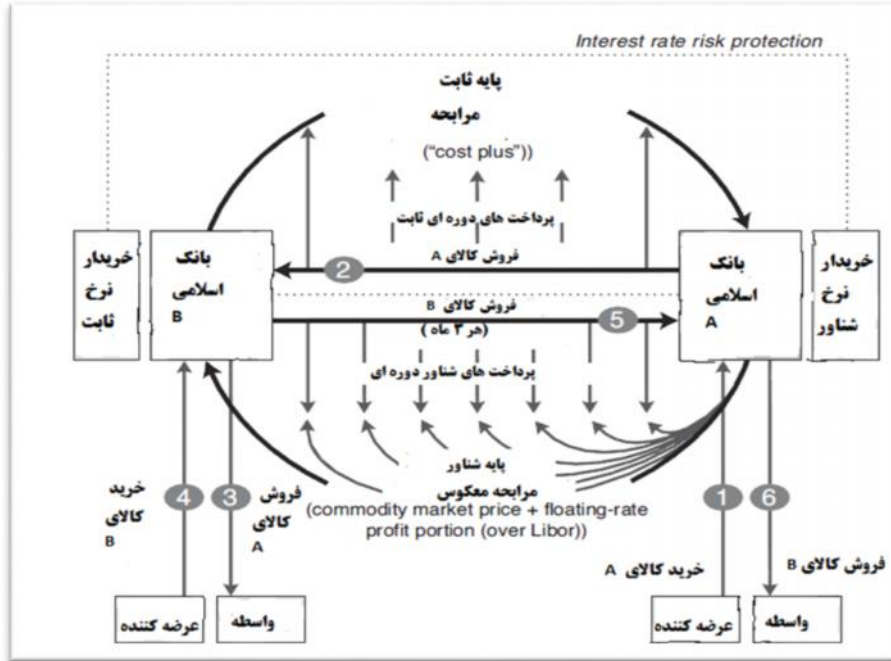 Interest rate risk protection
پایه ثابت
مرابحه
("cost plus"))
پرداخت های دوره ای ثابت
فروش کالای A
2
خریدار
نرخ
ثابت
بانک
اسلامی
B
بانک
اسلامی
A
خریدار
نرخ
شناور
فروش کالای B
(هر ۳ ماه )
5
پرداخت های شناور دوره ای
پایه شناور
مرابحه معکوس
(commodity market price + floating-rate
profit portion (over Libor))
4
خرید
کالای
B
3
فروش
کالای
A
1
خرید کالای A
6
فروش کالای B
عرضه کننده
واسطه
عرضه کننده
واسطه